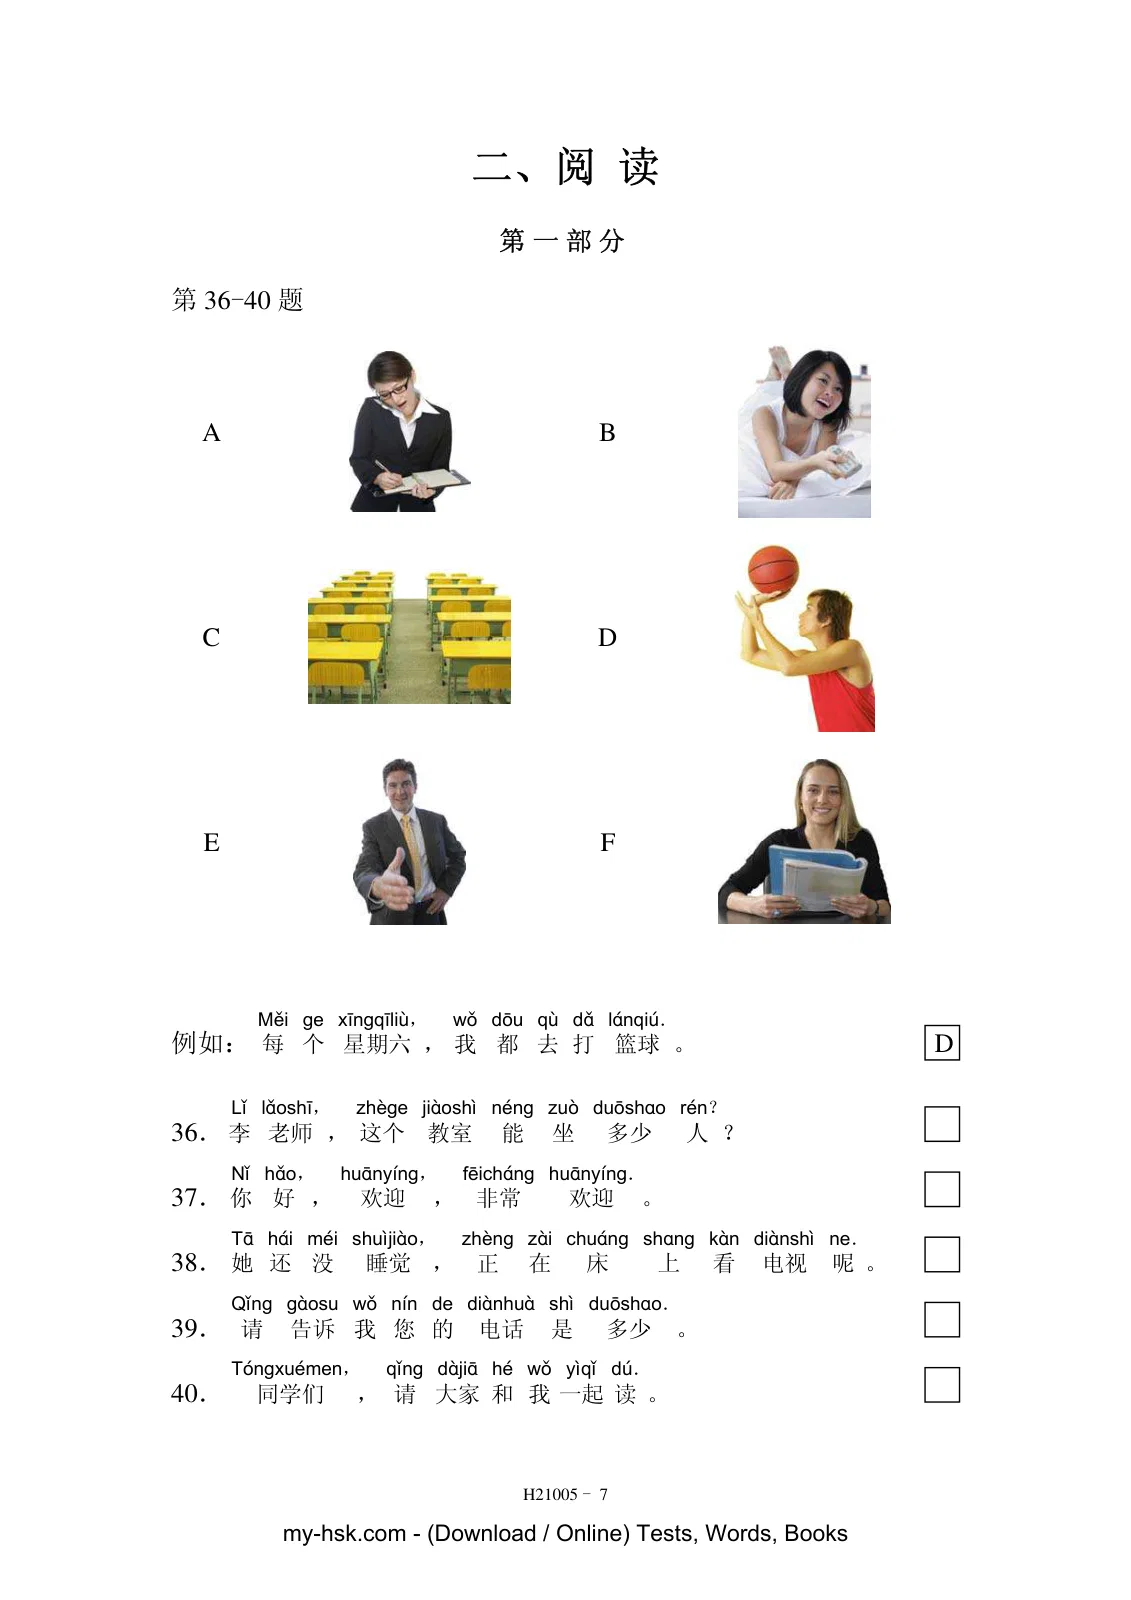 二、阅 读
第 一 部 分
第 36-40 题
A
B
C
D
E
F
Měi ge xīngqīliù， wǒ dōu qù dǎ lánqiú.
例如： 每 个 星期六 ， 我 都 去 打 篮球 。 D
Lǐ lǎoshī， zhège jiàoshì néng zuò duōshao rén？
36． 李 老师 ， 这个 教室 能 坐 多少 人 ？
Nǐ hǎo， huānyíng， fēicháng huānyíng.
37． 你 好 ， 欢迎 ， 非常 欢迎 。
Tā hái méi shuìjiào， zhèng zài chuáng shang kàn diànshì ne.
38． 她 还 没 睡觉 ， 正 在 床 上 看 电视 呢 。
Qǐng gàosu wǒ nín de diànhuà shì duōshao.
39． 请 告诉 我 您 的 电话 是 多少 。
Tóngxuémen， qǐng dàjiā hé wǒ yìqǐ dú.
40． 同学们 ， 请 大家 和 我 一起 读 。
H21005 - 7
my-hsk.com - (Download / Online) Tests, Words, Books